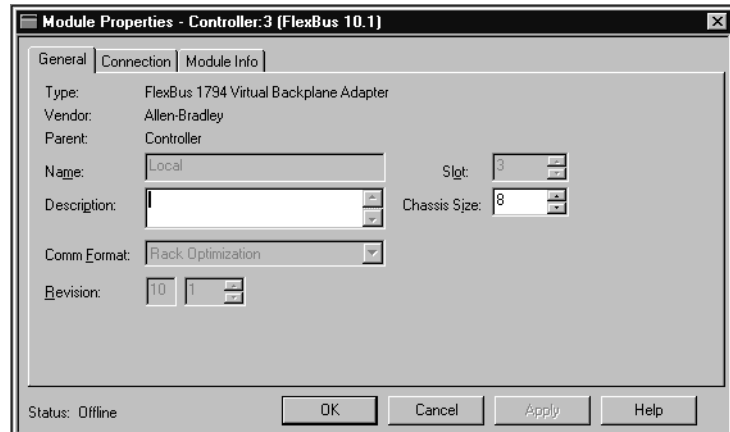 Module Properties - Controller:3 (FlexBus 10.1)
General Connection Module Info
Type: FlexBus 1794 Virtual Backplane Adapter
Vendor: Allen-Bradley
Parent: Controller
Name: Local Slot: 3
Description: Chassis Size: 8
Comm Format: Rack Optimization
Revision: 10 1
Status: Offline OK Cancel Apply Help